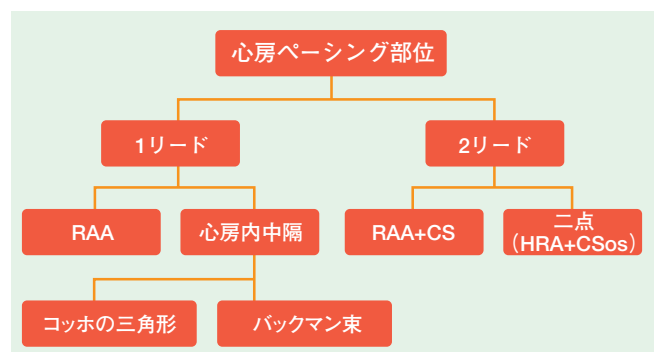 心房ペーシング部位
1リード
2リード
RAA
心房内中隔
RAA+CS
二点
(HRA+CSos)
コッホの三角形
バックマン束